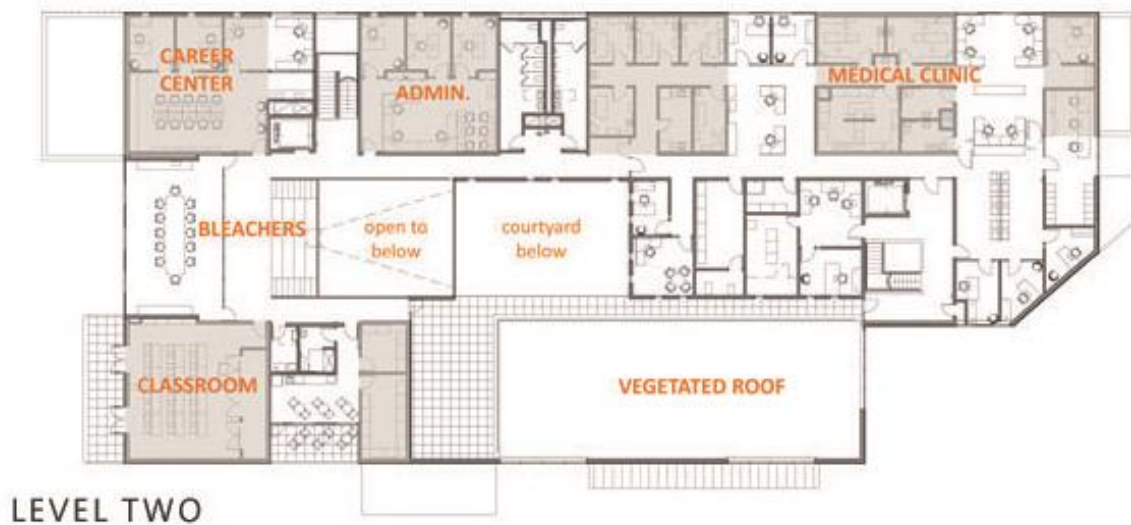 CAREER
CENTER
ADMIN.
MEDICAL CLINIC
BLEACHERS
open to
below
courtyard
below
CLASSROOM
VEGETATED ROOF
LEVEL TWO